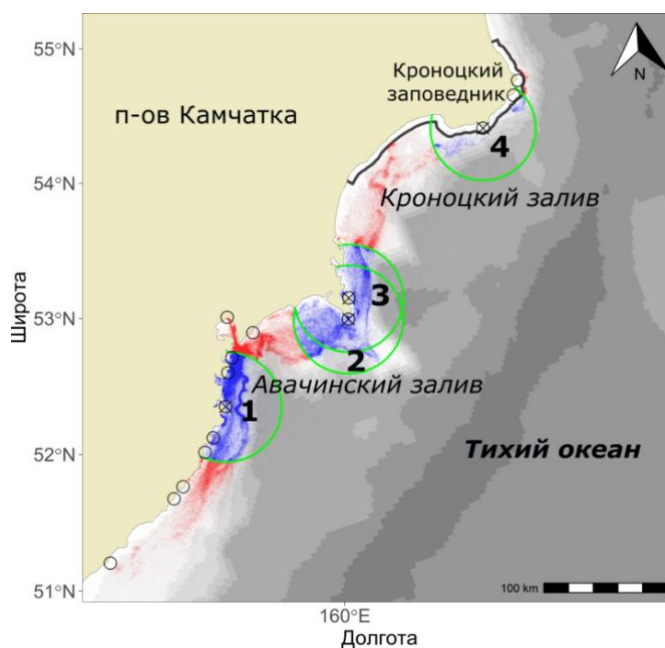 55°N
54°N
53°N
52°N
51°N
Широта
Кроноцкий
заповедник
N
п-ов Камчатка
4
Кроноцкий залив
3
2
Авачинский залив
1
Тихий океан
100 km
160°E
Долгота